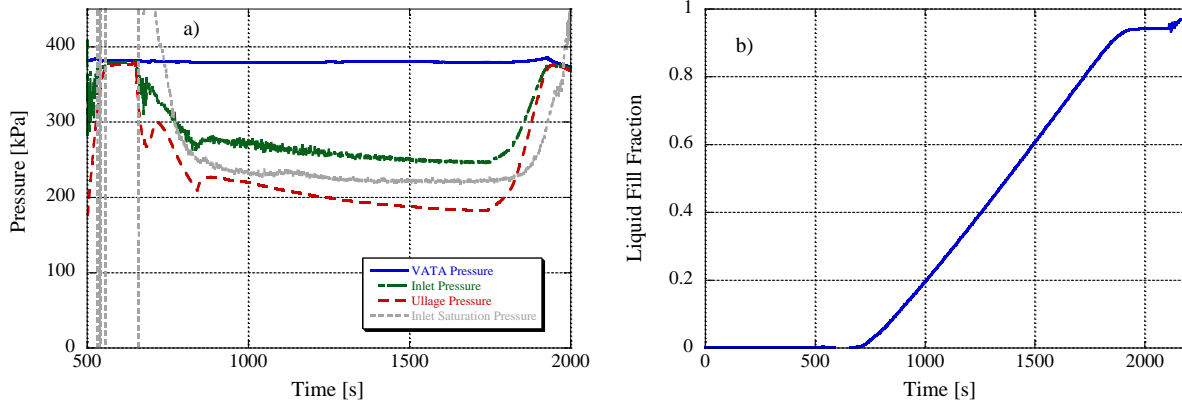 a)
400
300
200
100
0
Pressure [kPa]
VATA Pressure
Inlet Pressure
Ullage Pressure
Inlet Saturation Pressure
500
1000
1500
2000
Time [s]
b)
1
0.8
0.6
0.4
0.2
0
Liquid Fill Fraction
0
500
1000
1500
2000
Time [s]